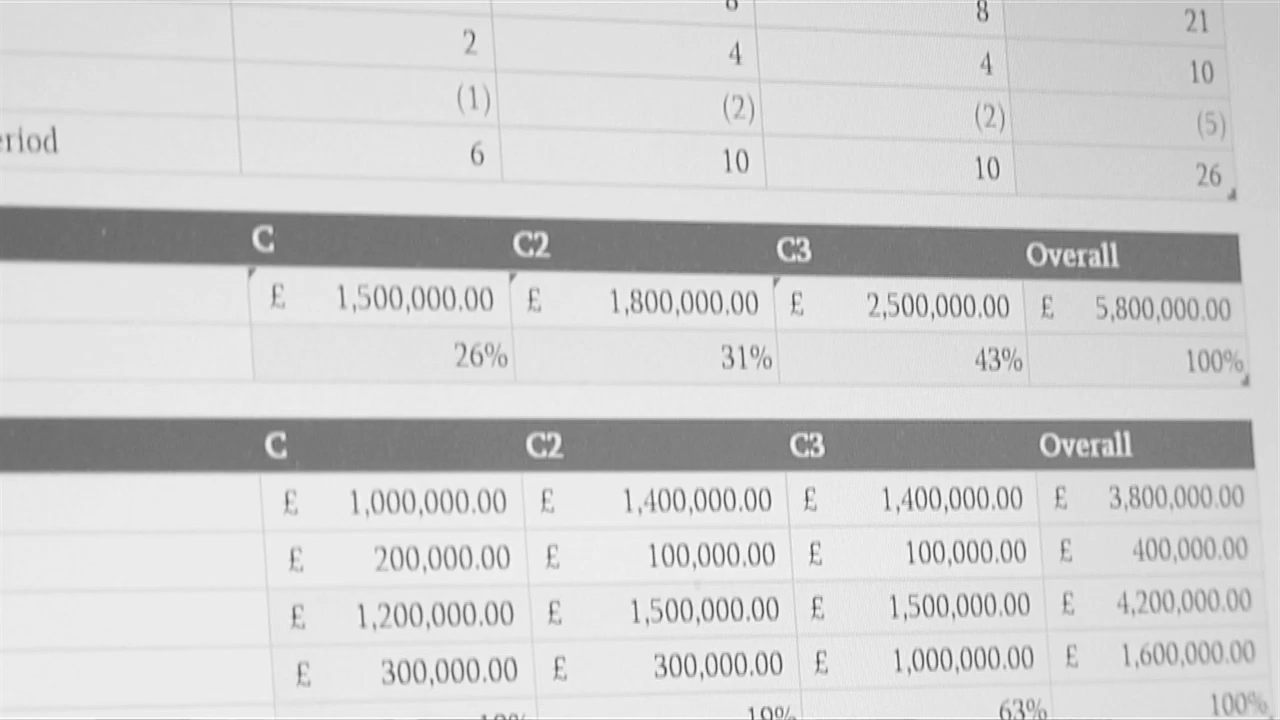 8 21
2 4 4 10
(1) (2) (2) (5)
eriod 6 10 10 26
C C2 C3 Overall
£ 1,500,000.00 £ 1,800,000.00 £ 2,500,000.00 £ 5,800,000.00
26% 31% 43% 100%
C C2 C3 Overall
£ 1,000,000.00 £ 1,400,000.00 £ 1,400,000.00 £ 3,800,000.00
£ 200,000.00 £ 100,000.00 £ 100,000.00 £ 400,000.00
£ 1,200,000.00 £ 1,500,000.00 £ 1,500,000.00 £ 4,200,000.00
£ 300,000.00 £ 300,000.00 £ 1,000,000.00 £ 1,600,000.00
63% 100%